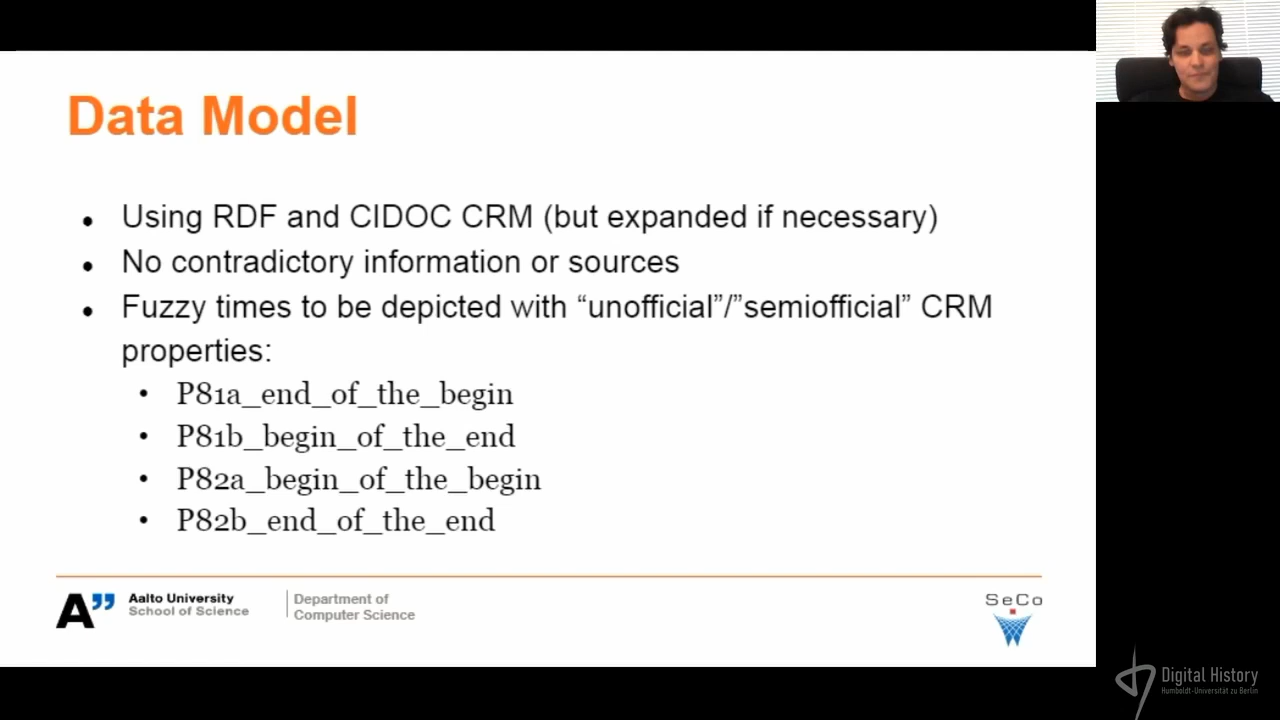 Data Model
• Using RDF and CIDOC CRM (but expanded if necessary)
• No contradictory information or sources
• Fuzzy times to be depicted with “unofficial”/”semiofficial” CRM
properties:
• P81a_end_of_the_begin
• P81b_begin_of_the_end
• P82a_begin_of_the_begin
• P82b_end_of_the_end
A”
Aalto University
School of Science
Department of
Computer Science
SeCo
Digital History
Humboldt-Universität zu Berlin